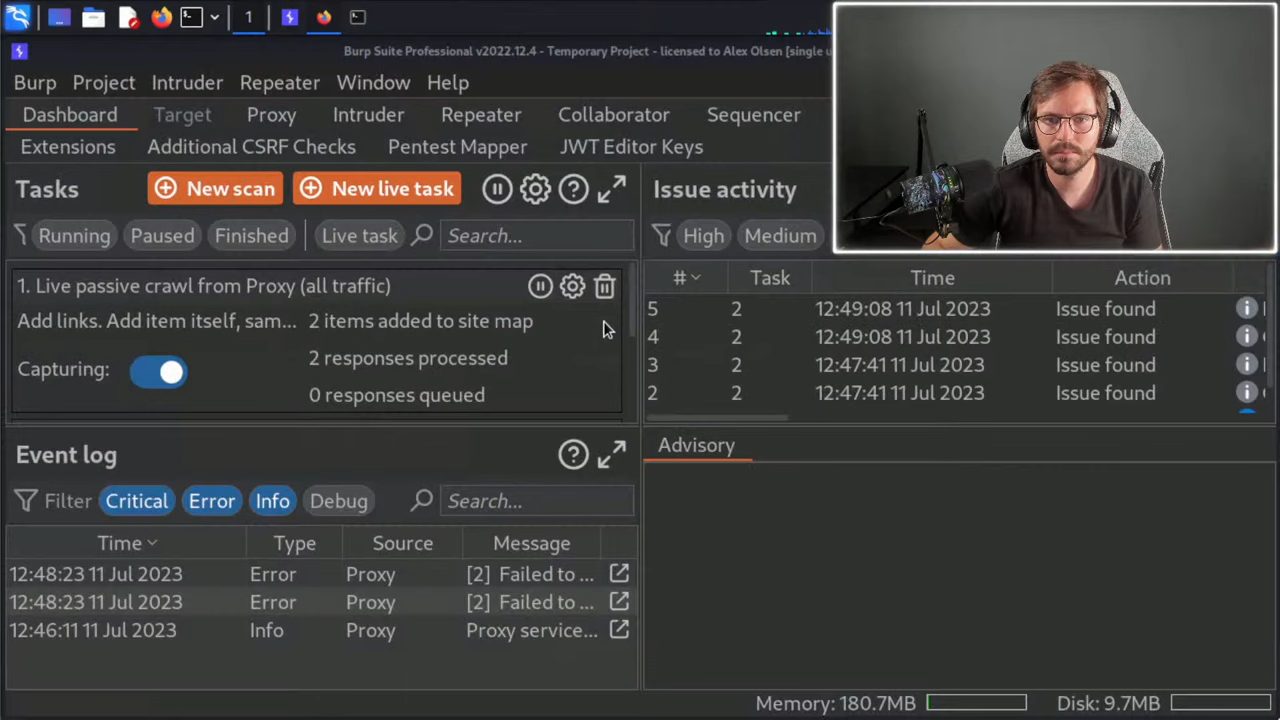 1
Burp Suite Professional v2022.12.4 - Temporary Project - licensed to Alex Olsen [single
Burp Project Intruder Repeater Window Help
Dashboard Target Proxy Intruder Repeater Collaborator Sequencer
Extensions Additional CSRF Checks Pentest Mapper JWT Editor Keys
Tasks New scan New live task
Running Paused Finished Live task Search...
1. Live passive crawl from Proxy (all traffic)
Add links. Add item itself, sam... 2 items added to site map
2 responses processed
Capturing:
0 responses queued
Issue activity
High Medium
# Task Time Action
5 2 12:49:08 11 Jul 2023 Issue found
4 2 12:49:08 11 Jul 2023 Issue found
3 2 12:47:41 11 Jul 2023 Issue found
2 2 12:47:41 11 Jul 2023 Issue found
Event log
Filter Critical Error Info Debug Search...
Time Type Source Message
12:48:23 11 Jul 2023 Error Proxy [2] Failed to ...
12:48:23 11 Jul 2023 Error Proxy [2] Failed to ...
12:46:11 11 Jul 2023 Info Proxy Proxy service...
Advisory
Memory: 180.7MB Disk: 9.7MB